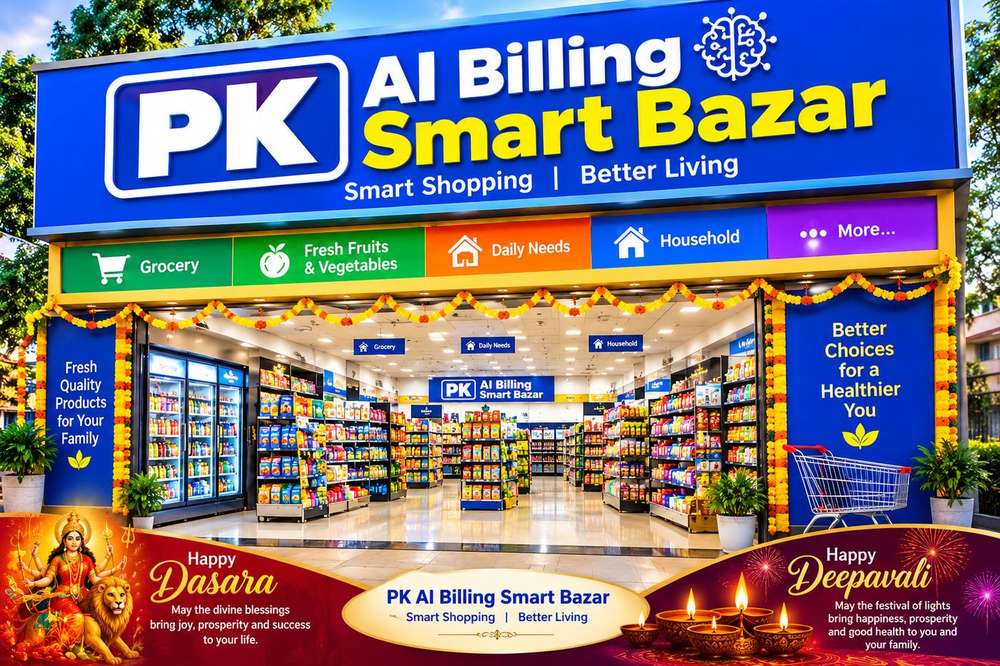 PK
AI Billing
Smart Bazar
Smart Shopping | Better Living
Grocery
Fresh Fruits
& Vegetables
Daily Needs
Household
More...
Fresh
Quality
Products
for Your
Family
Grocery
Daily Needs
Household
PK AI Billing
Smart Bazar
Better
Choices
for a
Healthier
You
Happy
Dasara
May the divine blessings
bring joy, prosperity and success
to your life.
PK AI Billing Smart Bazar
Smart Shopping | Better Living
Happy
Deepavali
May the festival of lights
bring happiness, prosperity
and good health to you and
your family.